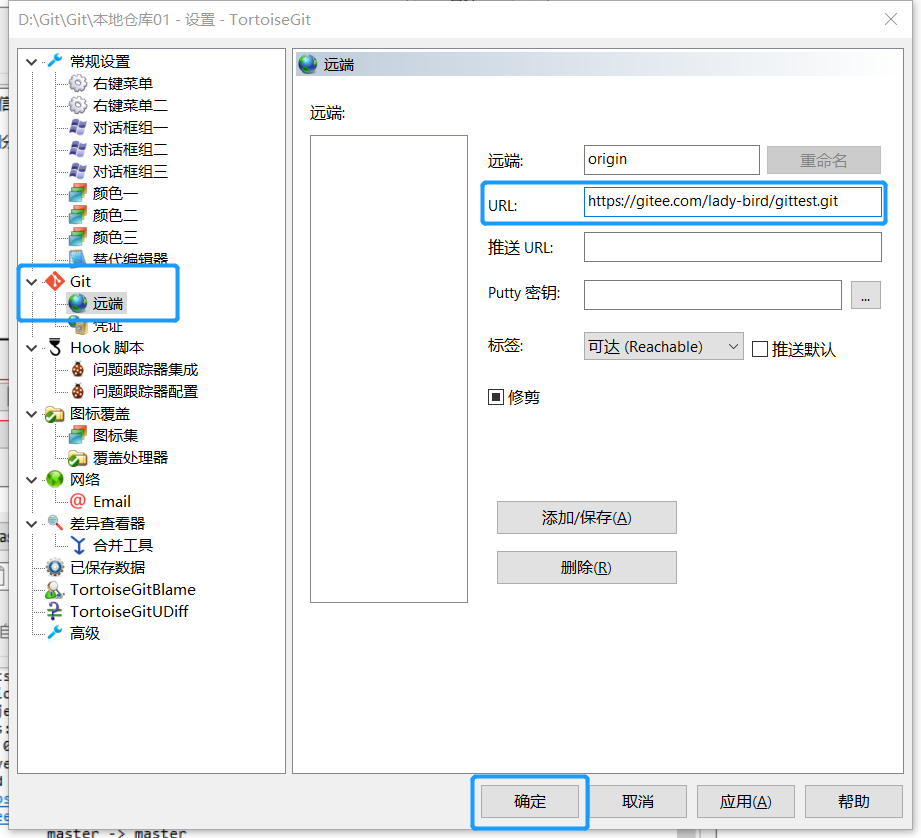 D:\Git\Git\本地仓库01 - 设置 - TortoiseGit
常规设置
右键菜单
右键菜单二
对话框组一
对话框组二
对话框组三
颜色一
颜色二
颜色三
替代编辑器
Git
远端
凭证
Hook 脚本
问题跟踪器集成
问题跟踪器配置
图标覆盖
图标集
覆盖处理器
网络
Email
差异查看器
合并工具
已保存数据
TortoiseGitBlame
TortoiseGitUDiff
高级
远端
远端:
远端: origin 重命名
URL: https://gitee.com/lady-bird/gittest.git
推送 URL:
Putty 密钥: ...
标签: 可达 (Reachable) 推送默认
修剪
添加/保存(A)
删除(R)
确定 取消 应用(A) 帮助
master -> master